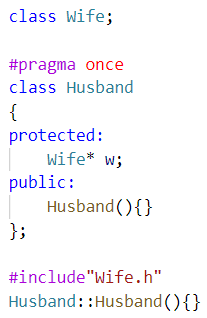 class Wife;
#pragma once
class Husband
{
protected:
    Wife* w;
public:
    Husband(){}
};
#include"Wife.h"
Husband::Husband(){}